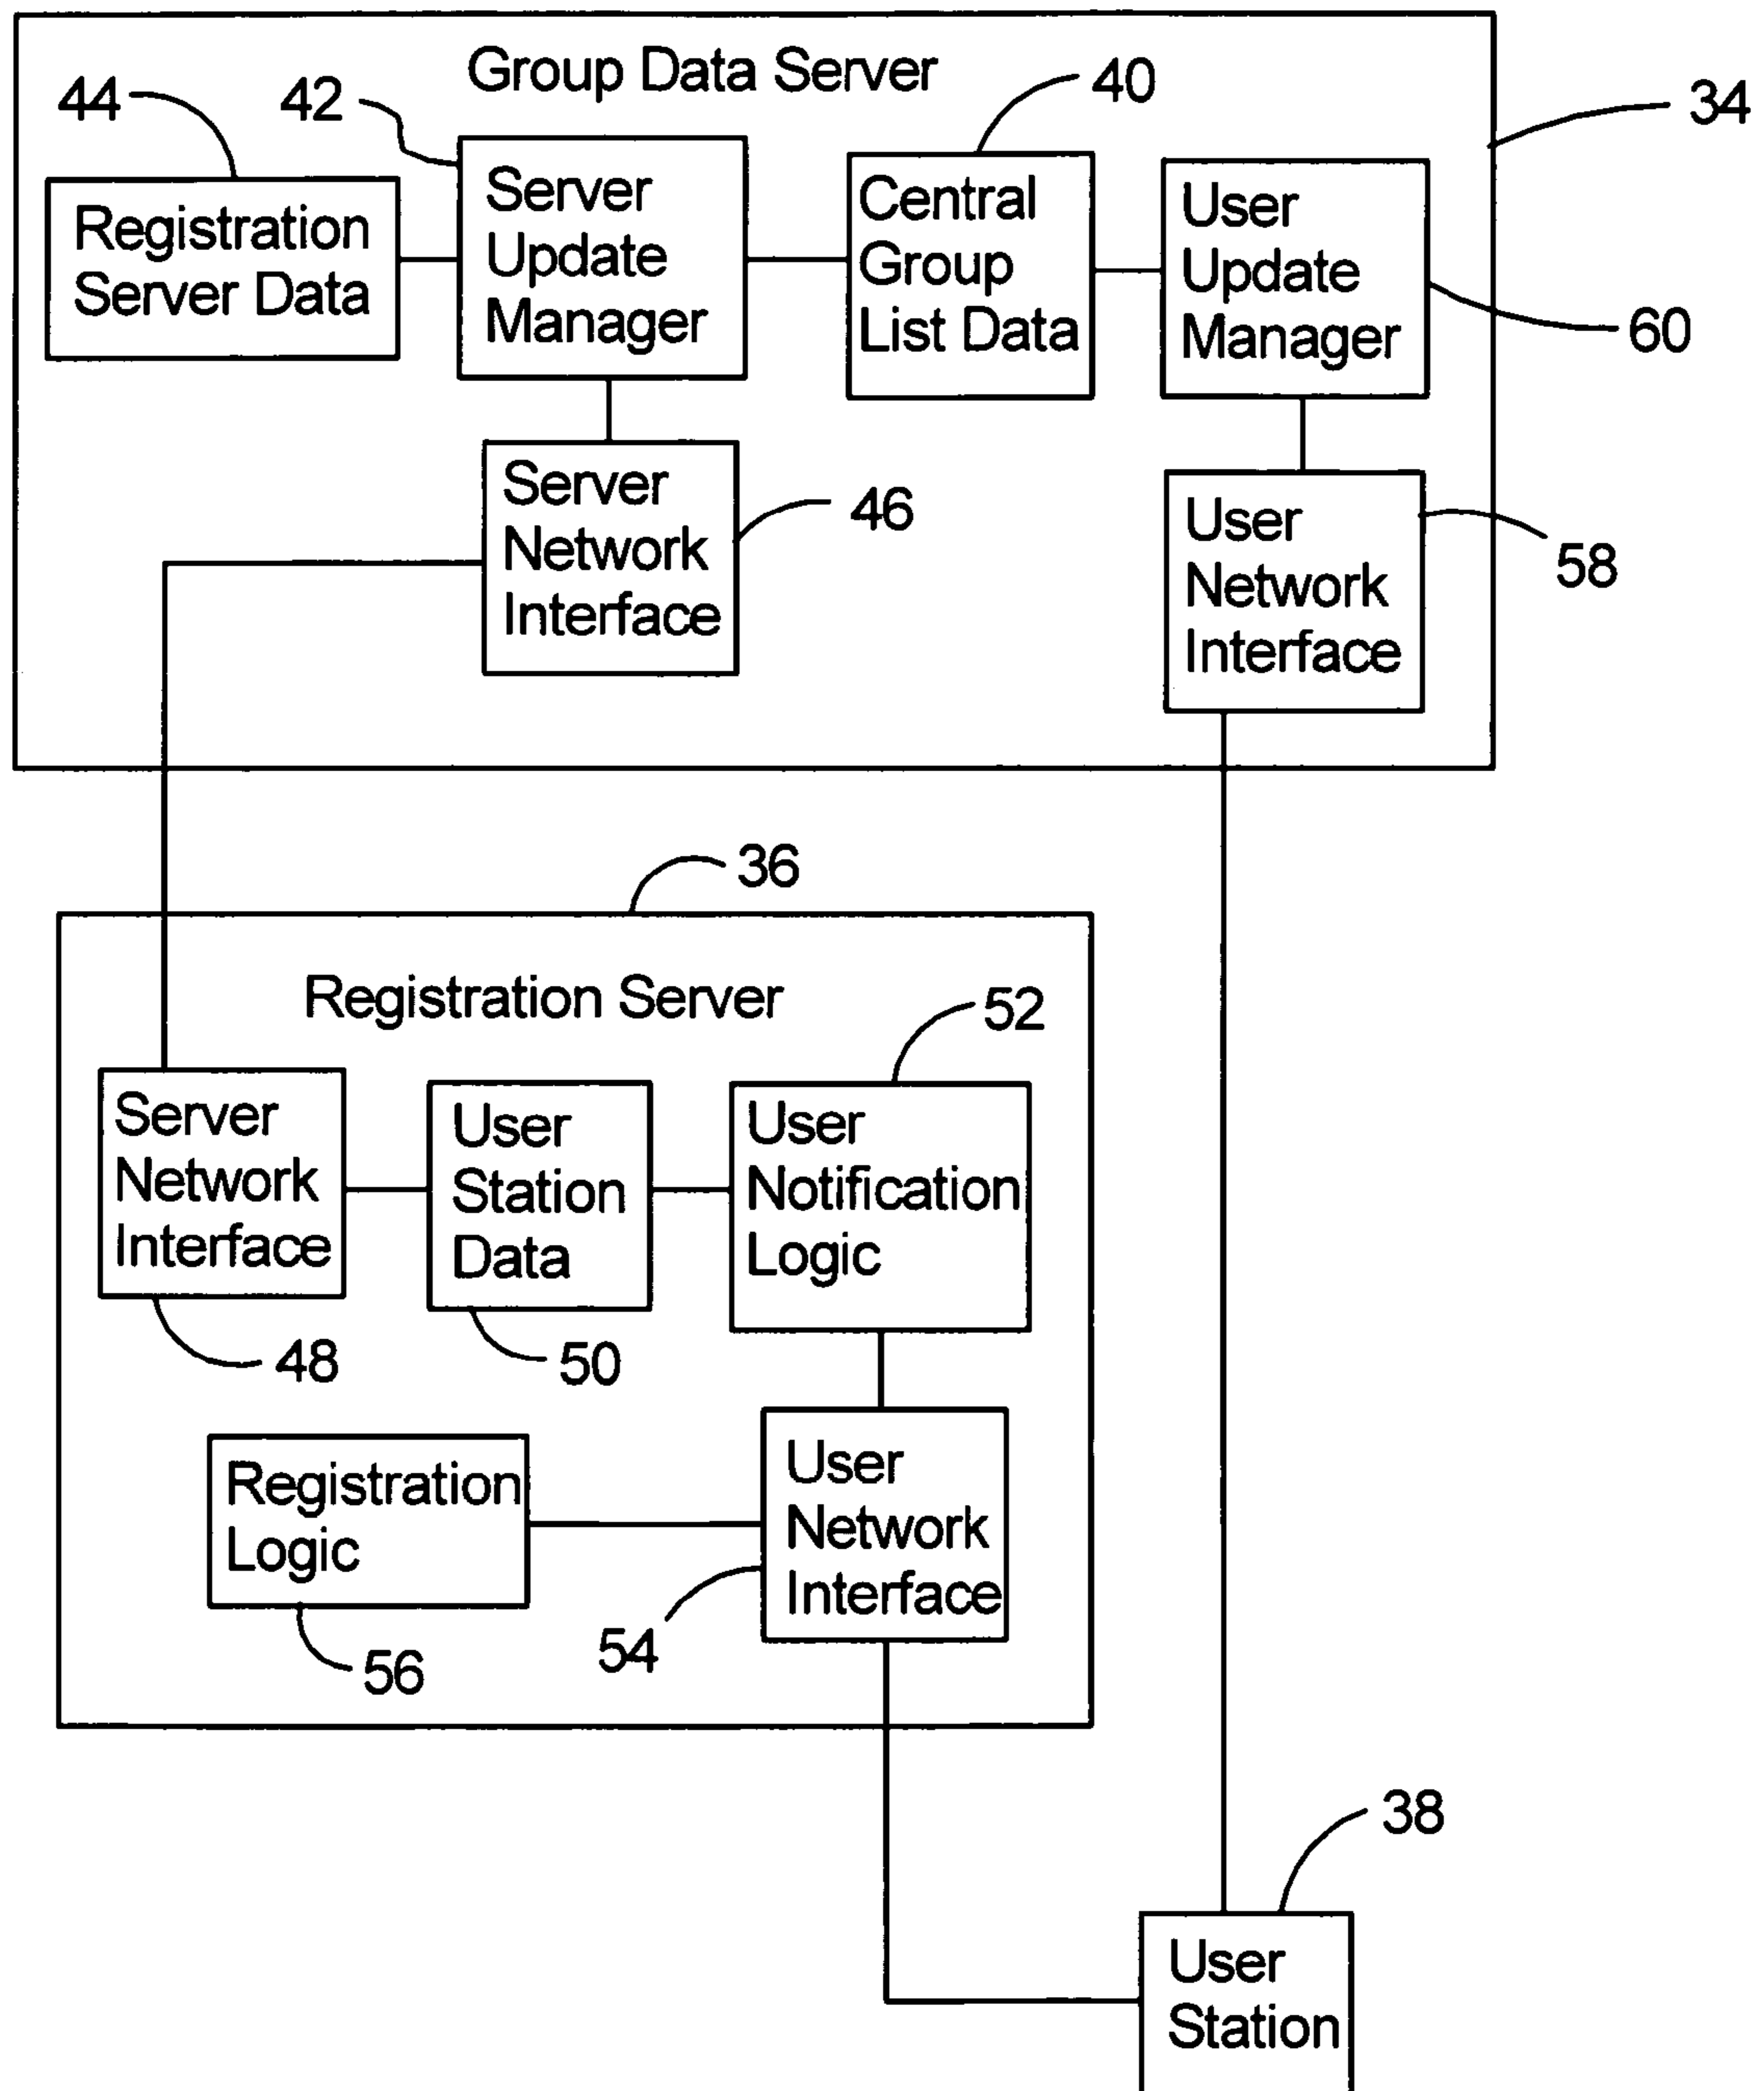 Group Data Server
44
42
40
34
Registration
Server Data
Server
Update
Manager
Central
Group
List Data
User
Update
Manager
60
Server
Network
Interface
46
User
Network
Interface
58
36
Registration Server
52
Server
Network
Interface
User
Station
Data
User
Notification
Logic
48
50
Registration
Logic
User
Network
Interface
54
56
38
User
Station